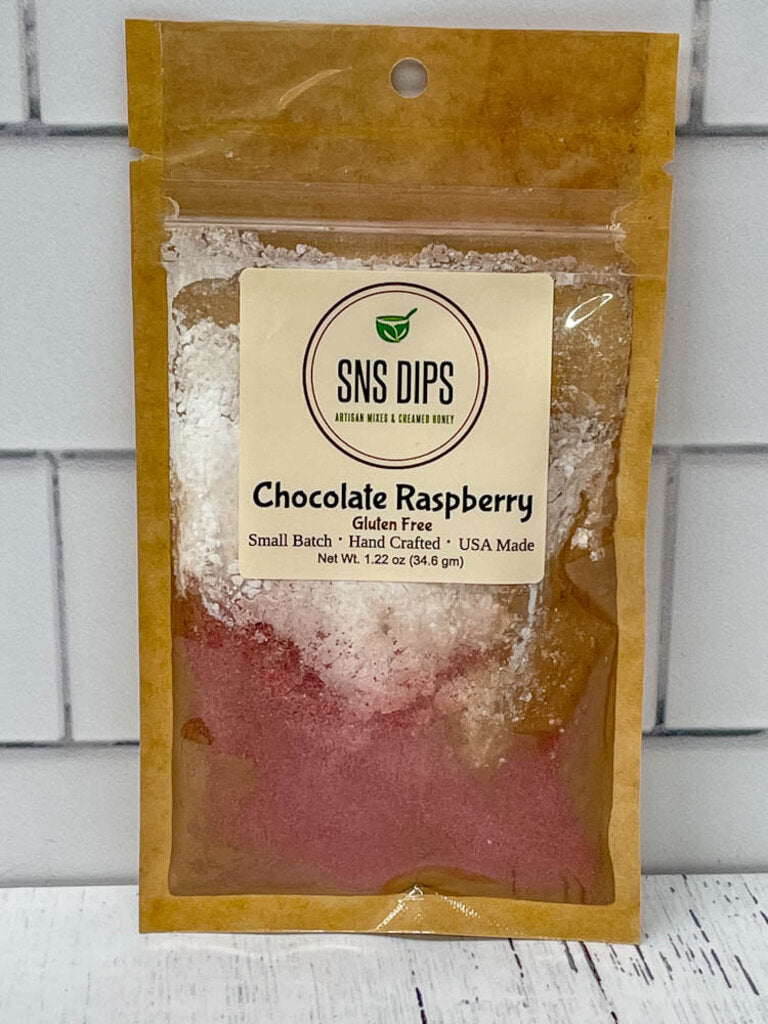 SNS DIPS
ARTISAN MIXES & CREAMED HONEY
Chocolate Raspberry
Gluten Free
Small Batch · Hand Crafted · USA Made
Net Wt. 1.22 oz (34.6 gm)